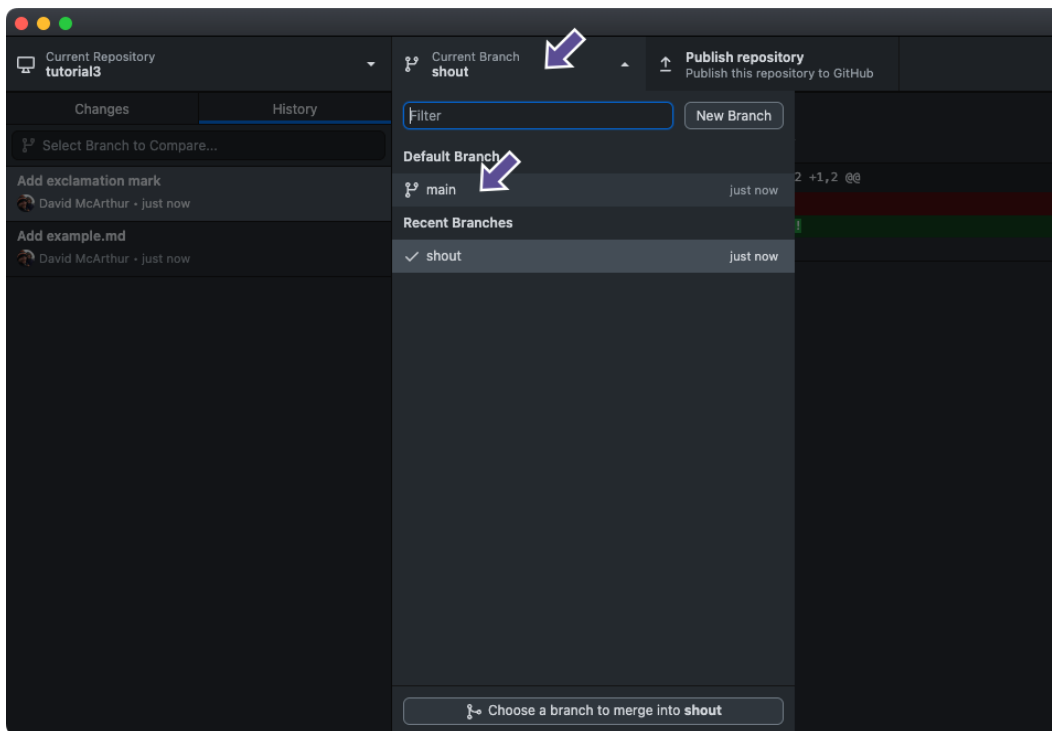 Current Repository
tutorial3
Current Branch
shout
Publish repository
Publish this repository to GitHub
Changes
History
Filter
New Branch
Select Branch to Compare...
Default Branch
Add exclamation mark
David McArthur • just now
main
just now
2 +1,2 @@
Recent Branches
!
Add example.md
David McArthur • just now
shout
just now
Choose a branch to merge into shout